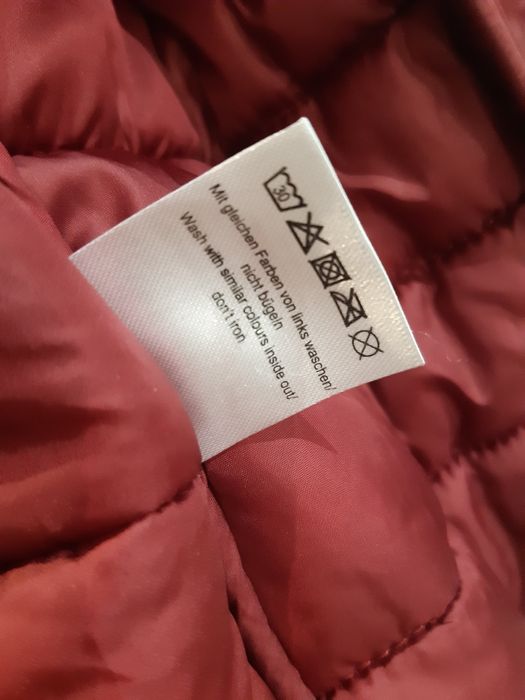 30
Mit gleichen Farben von links waschen/
nicht bügeln
Wash with similar colours inside out/
don't iron